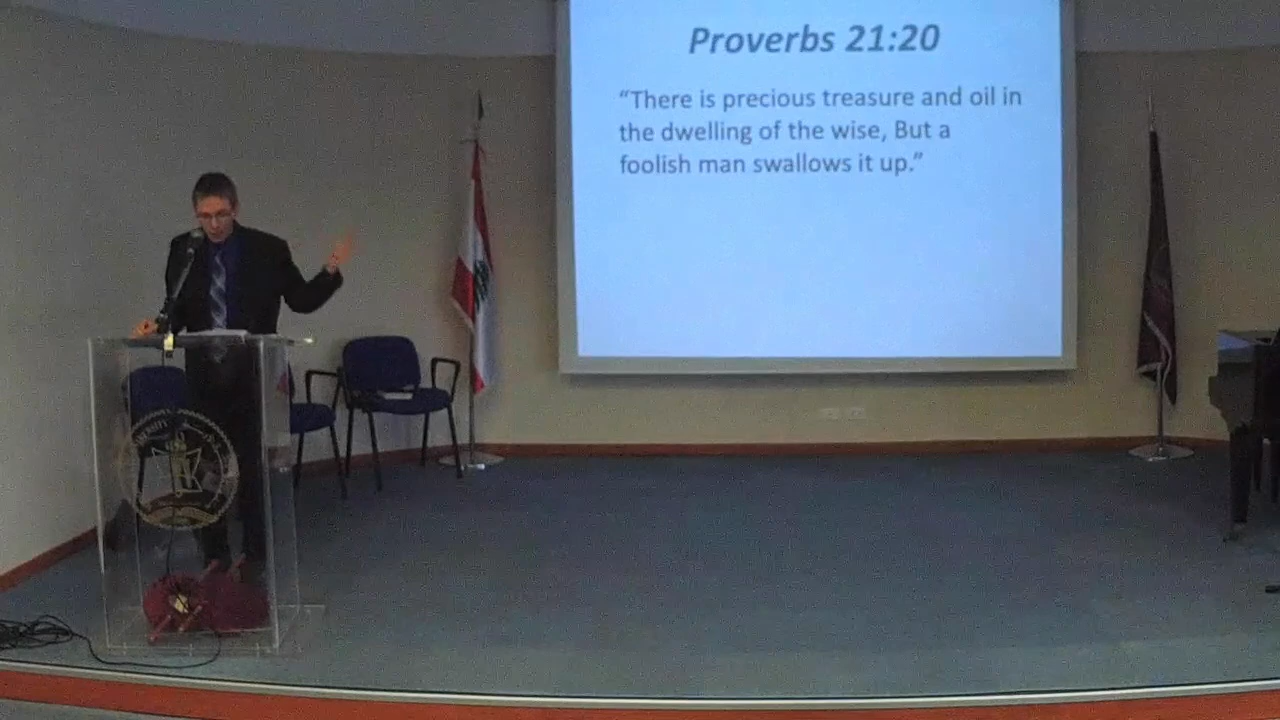 Proverbs 21:20
“There is precious treasure and oil in
the dwelling of the wise, But a
foolish man swallows it up.”